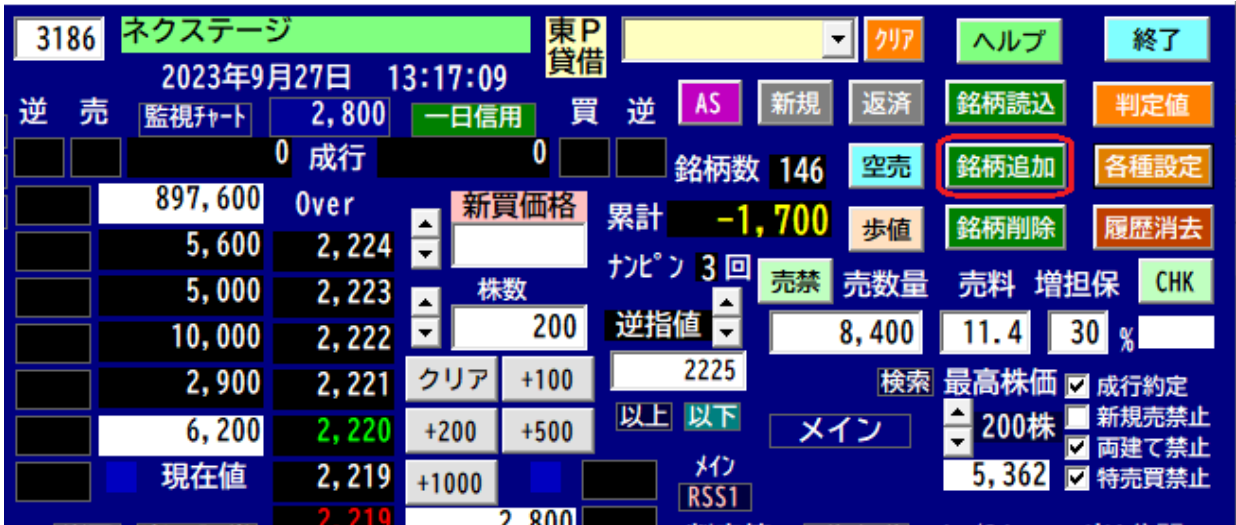 3186 ネクステージ 東P クリア ヘルプ 終了
貸借
2023年9月27日 13:17:09
逆 売 監視チャート 2,800 一日信用 買 逆 AS 新規 返済 銘柄読込 判定値
0 成行 0 銘柄数 146 空売 銘柄追加 各種設定
897,600 Over 新買価格 累計 -1,700 歩値 銘柄削除 履歴消去
5,600 2,224
ナンピン 3回 売禁 売数量 売料 増担保 CHK
5,000 2,223 株数
10,000 2,222 200 逆指値 8,400 11.4 30 %
2,900 2,221 クリア +100 2225 検索 最高株価 成行約定
6,200 2,220 +200 +500 以上 以下 メイン 200株 新規売禁止
両建て禁止
現在値 2,219 +1000 メイン 5,362 特売買禁止
RSS1
2,219 2,800